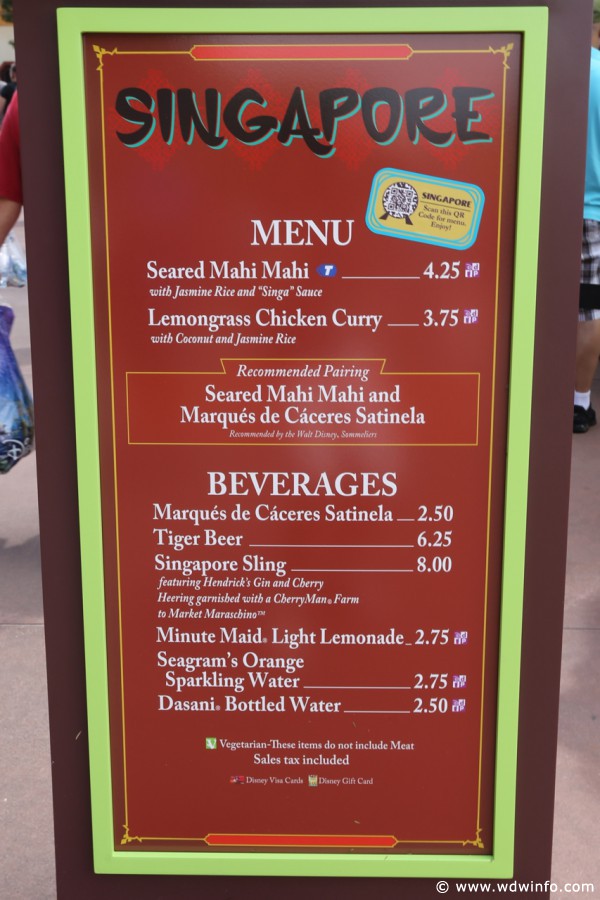 SINGAPORE
SINGAPORE
Scan this QR
Code for menu.
Enjoy!
MENU
Seared Mahi Mahi T 4.25
with Jasmine Rice and “Singa” Sauce
Lemongrass Chicken Curry 3.75
with Coconut and Jasmine Rice
Recommended Pairing
Seared Mahi Mahi and
Marqués de Cáceres Satinela
Recommended by the Walt Disney, Sommoliers
BEVERAGES
Marqués de Cáceres Satinela 2.50
Tiger Beer 6.25
Singapore Sling 8.00
featuring Hendrick's Gin and Cherry
Heering garnished with a CherryMan® Farm
to Market Maraschino™
Minute Maid® Light Lemonade 2.75
Seagram's Orange
Sparkling Water 2.75
Dasani® Bottled Water 2.50
Vegetarian-These items do not include Meat
Sales tax included
Disney Visa Cards Disney Gift Card
© www.wdwinfo.com